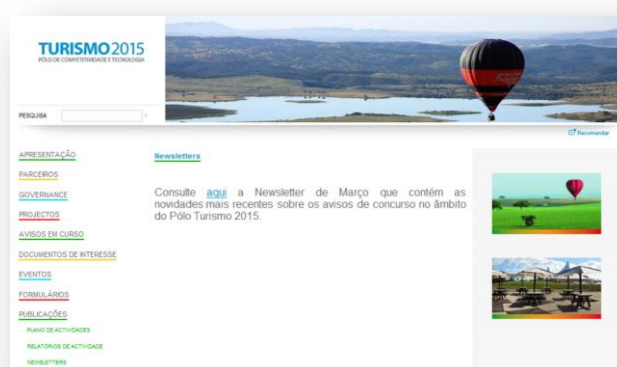 TURISMO 2015
PÓLO DE COMPETITIVIDADE E TECNOLOGIA
PESQUISA
Recomendar
APRESENTAÇÃO
PARCEIROS
GOVERNANCE
PROJECTOS
AVISOS EM CURSO
DOCUMENTOS DE INTERESSE
EVENTOS
FORMULÁRIOS
PUBLICAÇÕES
PLANO DE ACTIVIDADES
RELATÓRIOS DE ACTIVIDADE
NEWSLETTERS
Newsletters
Consulte aqui a Newsletter de Março que contém as
novidades mais recentes sobre os avisos de concurso no âmbito
do Pólo Turismo 2015.